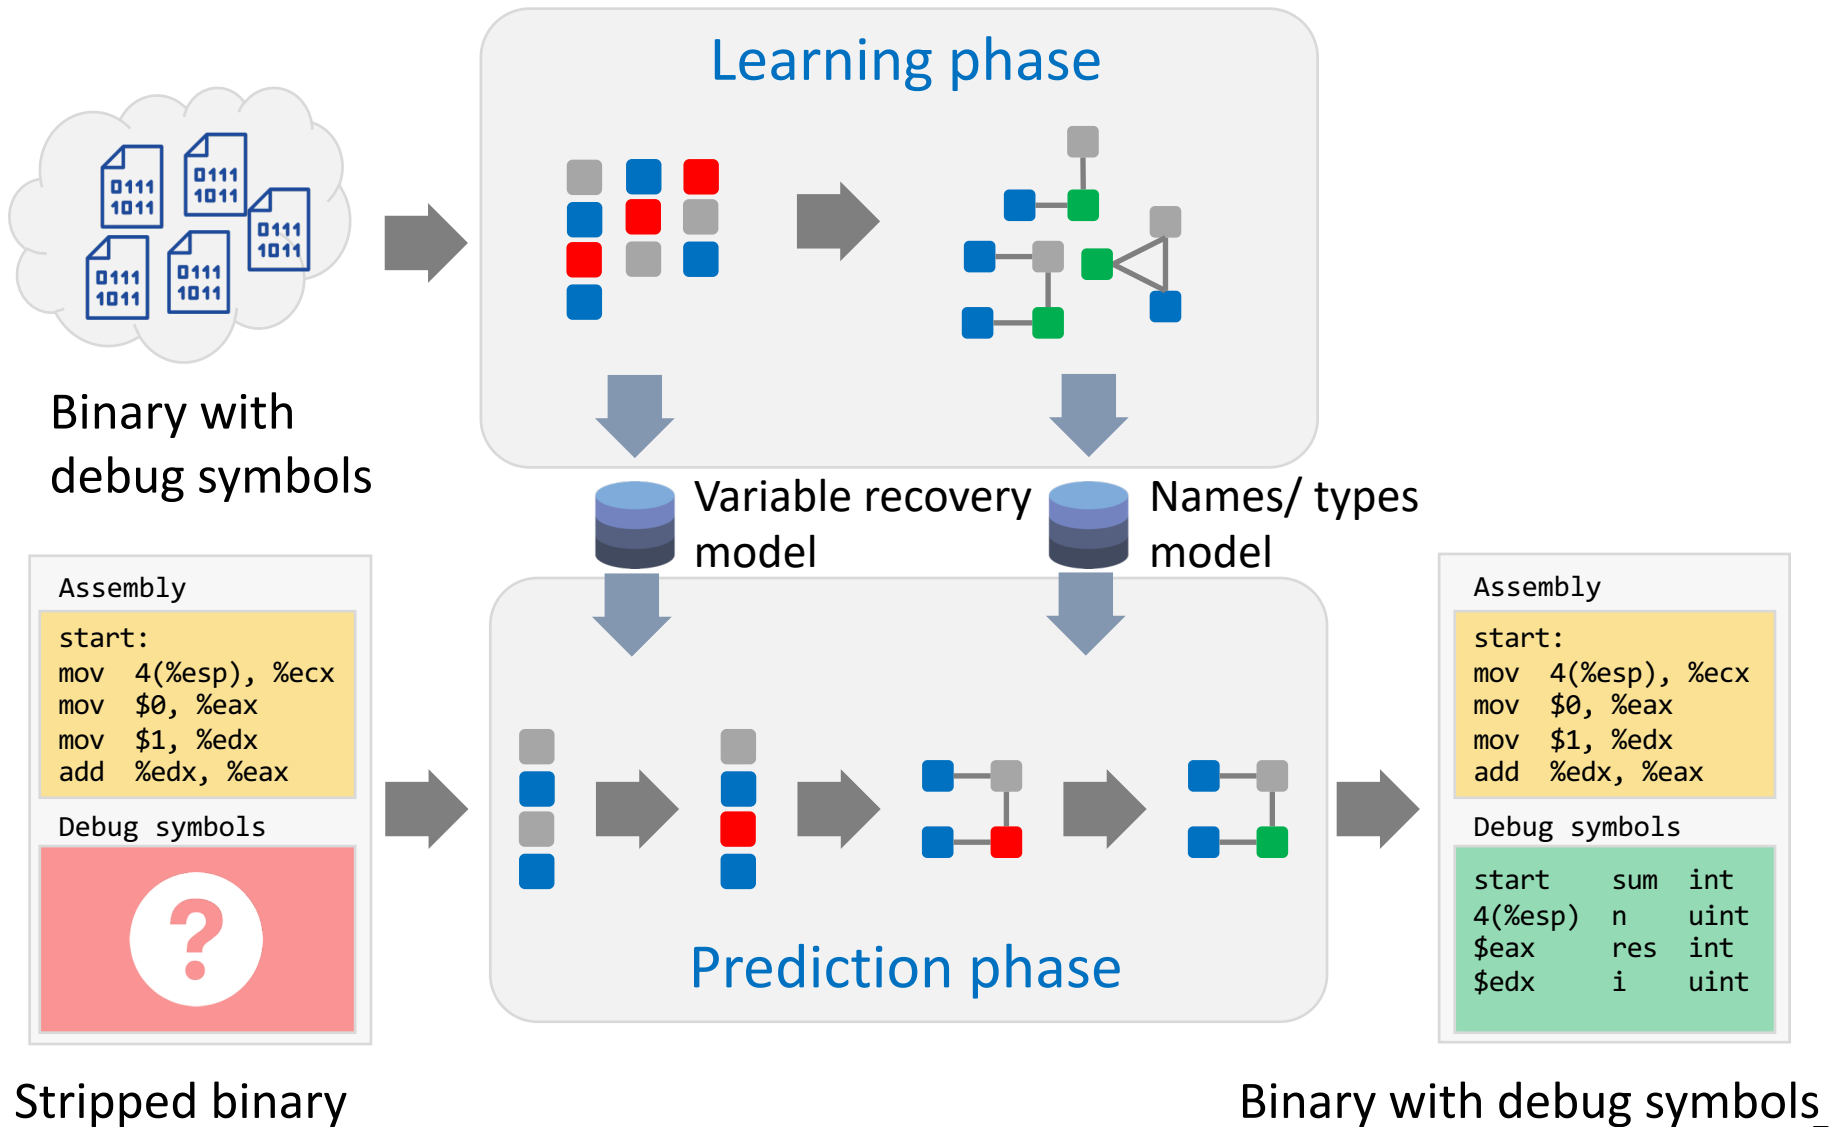 Learning phase
0111
1011
0111
1011
0111
1011
0111
1011
0111
1011
Binary with
debug symbols
Variable recovery
model
Names/ types
model
Assembly
start:
mov 4(%esp), %ecx
mov $0, %eax
mov $1, %edx
add %edx, %eax
Debug symbols
?
Stripped binary
Prediction phase
Assembly
start:
mov 4(%esp), %ecx
mov $0, %eax
mov $1, %edx
add %edx, %eax
Debug symbols
start sum int
4(%esp) n uint
$eax res int
$edx i uint
Binary with debug symbols